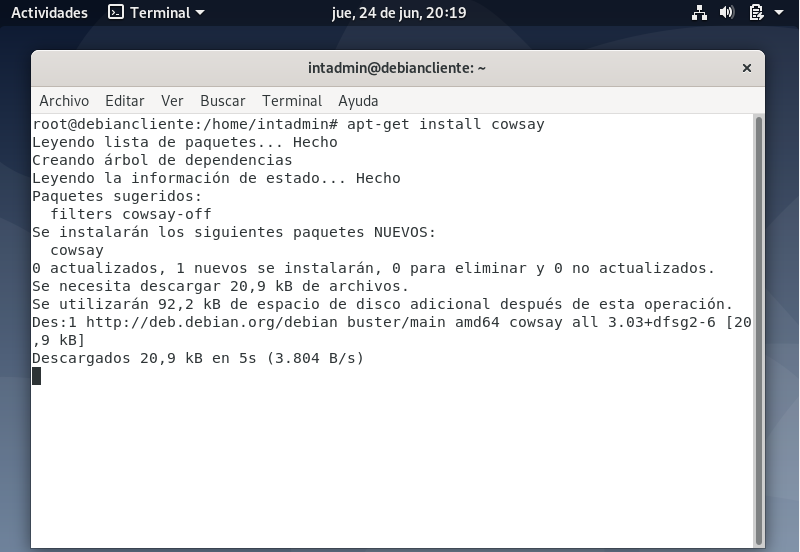 Actividades Terminal jue, 24 de jun, 20:19
intadmin@debiancliente: ~
Archivo Editar Ver Buscar Terminal Ayuda
root@debiancliente:/home/intadmin# apt-get install cowsay
Leyendo lista de paquetes... Hecho
Creando árbol de dependencias
Leyendo la información de estado... Hecho
Paquetes sugeridos:
  filters cowsay-off
Se instalarán los siguientes paquetes NUEVOS:
  cowsay
0 actualizados, 1 nuevos se instalarán, 0 para eliminar y 0 no actualizados.
Se necesita descargar 20,9 kB de archivos.
Se utilizarán 92,2 kB de espacio de disco adicional después de esta operación.
Des:1 http://deb.debian.org/debian buster/main amd64 cowsay all 3.03+dfsg2-6 [20
,9 kB]
Descargados 20,9 kB en 5s (3.804 B/s)